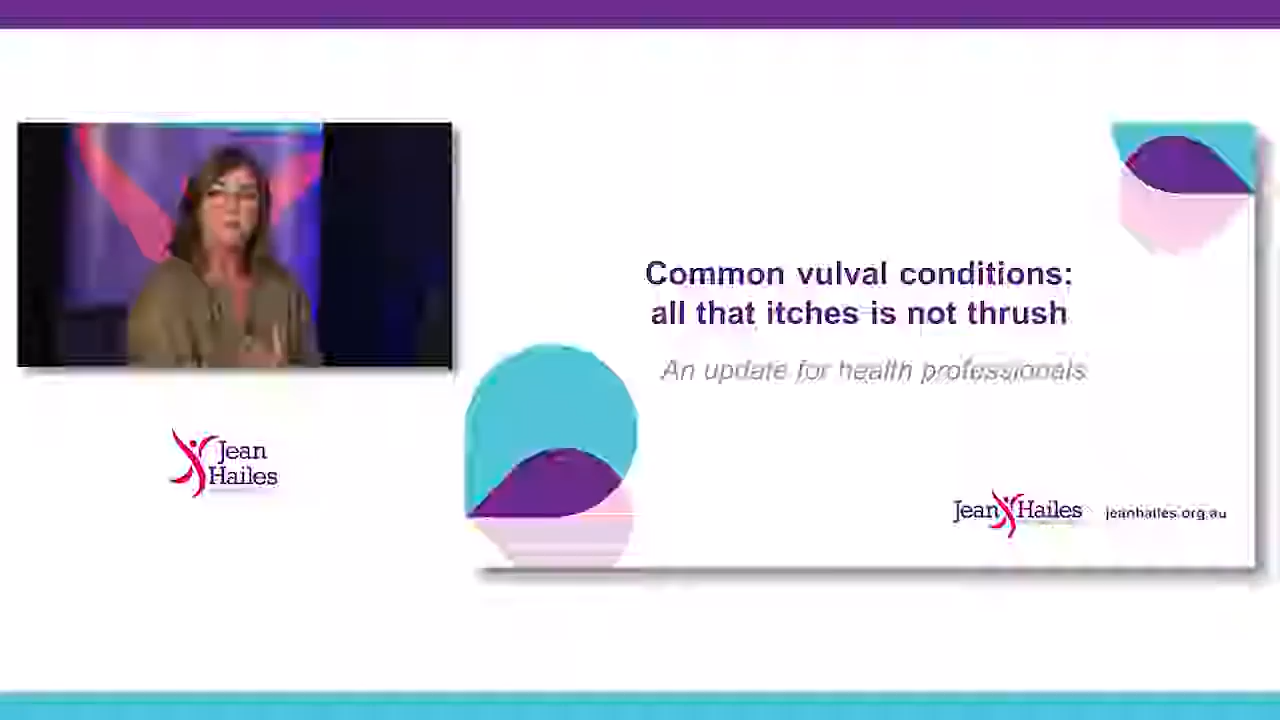 Common vulval conditions:
all that itches is not thrush
An update for health professionals
Jean
Hailes
Jean Hailes jeanhailes.org.au